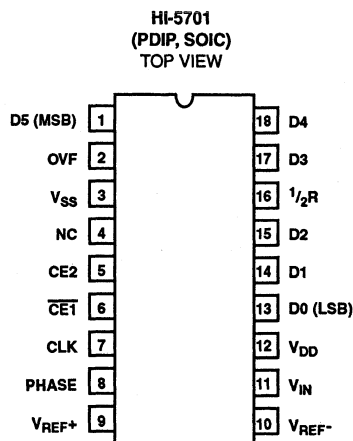 HI-5701
(PDIP, SOIC)
TOP VIEW
D5 (MSB) 1 18 D4
OVF 2 17 D3
VSS 3 16 1/2R
NC 4 15 D2
CE2 5 14 D1
C̅E̅1̅ 6 13 D0 (LSB)
CLK 7 12 VDD
PHASE 8 11 VIN
VREF+ 9 10 VREF-